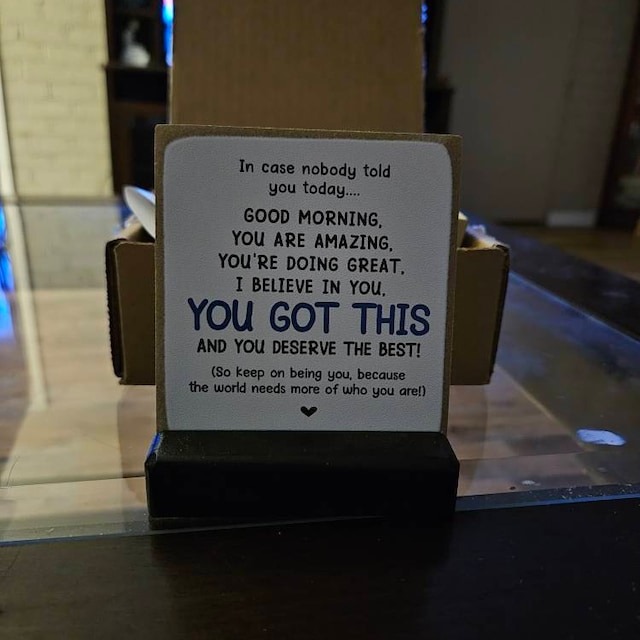 In case nobody told
you today....
GOOD MORNING,
YOU ARE AMAZING,
YOU'RE DOING GREAT,
I BELIEVE IN YOU,
YOU GOT THIS
AND YOU DESERVE THE BEST!
(So keep on being you, because
the world needs more of who you are!)